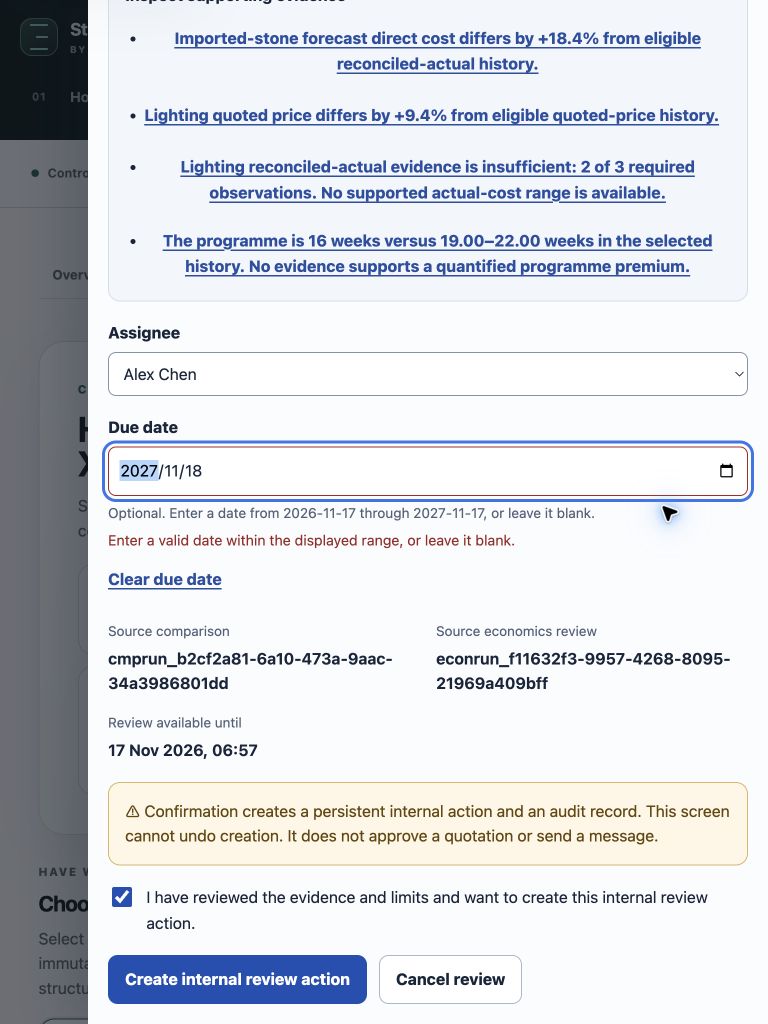 Imported-stone forecast direct cost differs by +18.4% from eligible
reconciled-actual history.
Lighting quoted price differs by +9.4% from eligible quoted-price history.
Lighting reconciled-actual evidence is insufficient: 2 of 3 required
observations. No supported actual-cost range is available.
The programme is 16 weeks versus 19.00–22.00 weeks in the selected
history. No evidence supports a quantified programme premium.
Assignee
Alex Chen
Due date
2027/11/18
Optional. Enter a date from 2026-11-17 through 2027-11-17, or leave it blank.
Enter a valid date within the displayed range, or leave it blank.
Clear due date
Source comparison
cmprun_b2cf2a81-6a10-473a-9aac-
34a3986801dd
Source economics review
econrun_f11632f3-9957-4268-8095-
21969a409bff
Review available until
17 Nov 2026, 06:57
⚠ Confirmation creates a persistent internal action and an audit record. This screen
cannot undo creation. It does not approve a quotation or send a message.
I have reviewed the evidence and limits and want to create this internal review
action.
Create internal review action
Cancel review
01
BY
HAVE
Select